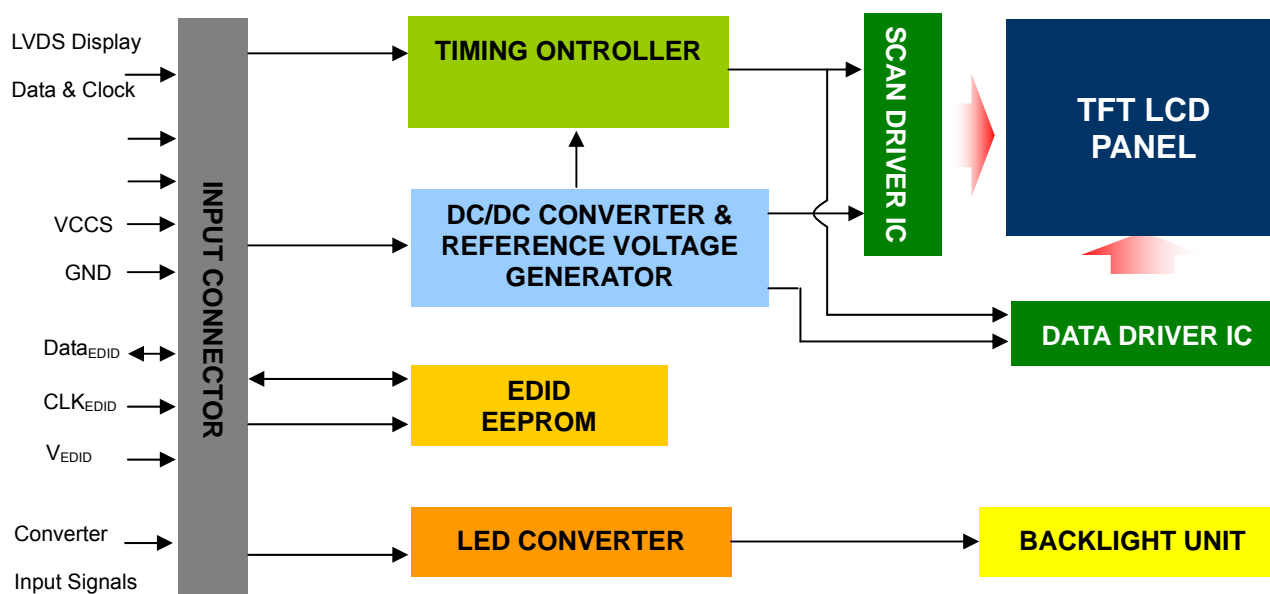 LVDS Display
Data & Clock
VCCS
GND
DataEDID
CLKEDID
VEDID
Converter
Input Signals
INPUT CONNECTOR
TIMING ONTROLLER
DC/DC CONVERTER &
REFERENCE VOLTAGE
GENERATOR
EDID
EEPROM
LED CONVERTER
SCAN DRIVER IC
TFT LCD
PANEL
DATA DRIVER IC
BACKLIGHT UNIT